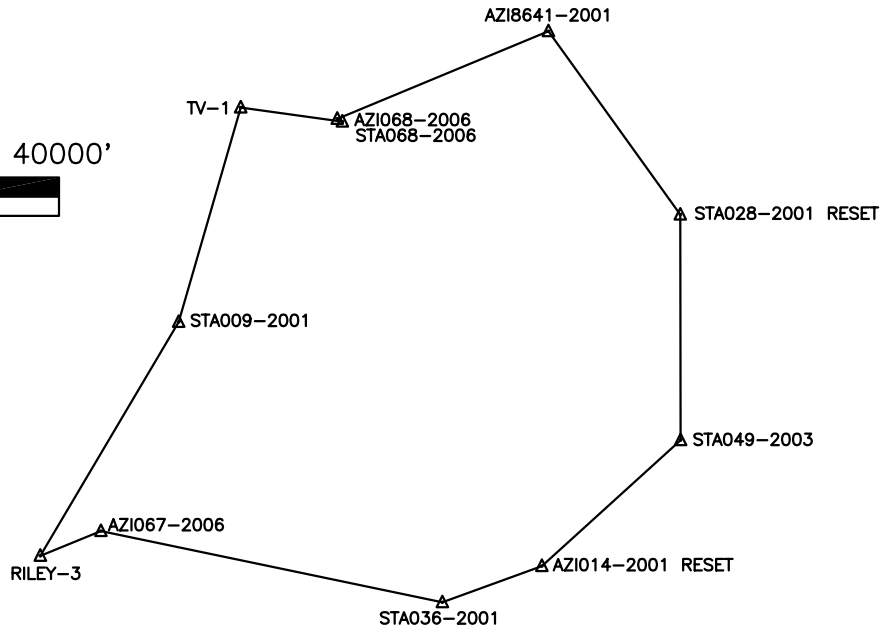 AZI8641-2001
TV-1
AZI068-2006
STA068-2006
40000'
STA028-2001 RESET
STA009-2001
STA049-2003
AZI067-2006
AZI014-2001 RESET
RILEY-3
STA036-2001